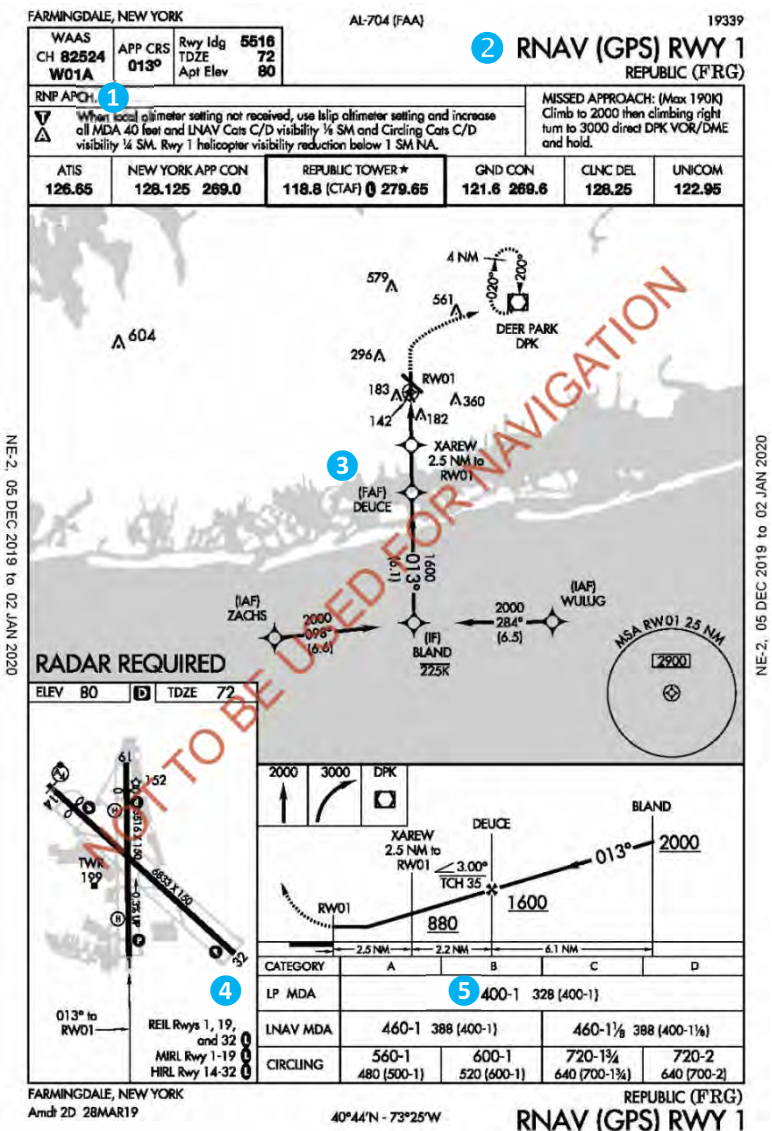 FARMINGDALE, NEW YORK
AL-704 (FAA)
19339
WAAS
CH 82524
W01A
APP CRS
013°
Rwy ldg 5516
TDZE 72
Apt Elev 80
2
RNAV (GPS) RWY 1
REPUBLIC (FRG)
RNP APCH.
1
When local altimeter setting not received, use Islip altimeter setting and increase
all MDA 40 feet and LNAV Cats C/D visibility ⅛ SM and Circling Cats C/D
visibility ¼ SM. Rwy 1 helicopter visibility reduction below 1 SM NA.
T
A
MISSED APPROACH: (Max 190K)
Climb to 2000 then climbing right
turn to 3000 direct DPK VOR/DME
and hold.
ATIS
126.65
NEW YORK APP CON
128.125 269.0
REPUBLIC TOWER★
118.8 (CTAF) L 279.65
GND CON
121.6 269.6
CLNC DEL
128.25
UNICOM
122.95
579
4 NM
020°
200°
561
DEER PARK
DPK
604
296
183
RW01
142
182
360
XAREW
2.5 NM to
RW01
3
(FAF)
DEUCE
1600
013°
(6.1)
(IAF)
ZACHS
2000
098°
(6.6)
(IF)
BLAND
225K
2000
284°
(6.5)
(IAF)
WULUG
MSA RW01 25 NM
2900
RADAR REQUIRED
NOT TO BE USED FOR NAVIGATION
NE-2, 05 DEC 2019 to 02 JAN 2020
NE-2, 05 DEC 2019 to 02 JAN 2020
ELEV 80
D
TDZE 72
19
14
152
5516 X 150
6833 X 150
TWR
199
0.3% UP
32
1
4
013° to
RW01
REIL Rwys 1, 19,
and 32 L
MIRL Rwy 1-19 L
HIRL Rwy 14-32 L
2000
3000
DPK
XAREW
2.5 NM to
RW01
3.00°
TCH 35
DEUCE
BLAND
013°
2000
1600
880
RW01
2.5 NM
2.2 NM
6.1 NM
CATEGORY A B C D
LP MDA 5 400-1 328 (400-1)
LNAV MDA 460-1 388 (400-1) 460-1⅛ 388 (400-1⅛)
CIRCLING 560-1 600-1 720-1¾ 720-2
480 (500-1) 520 (600-1) 640 (700-1¾) 640 (700-2)
FARMINGDALE, NEW YORK
Amdt 2D 28MAR19
40°44'N - 73°25'W
REPUBLIC (FRG)
RNAV (GPS) RWY 1